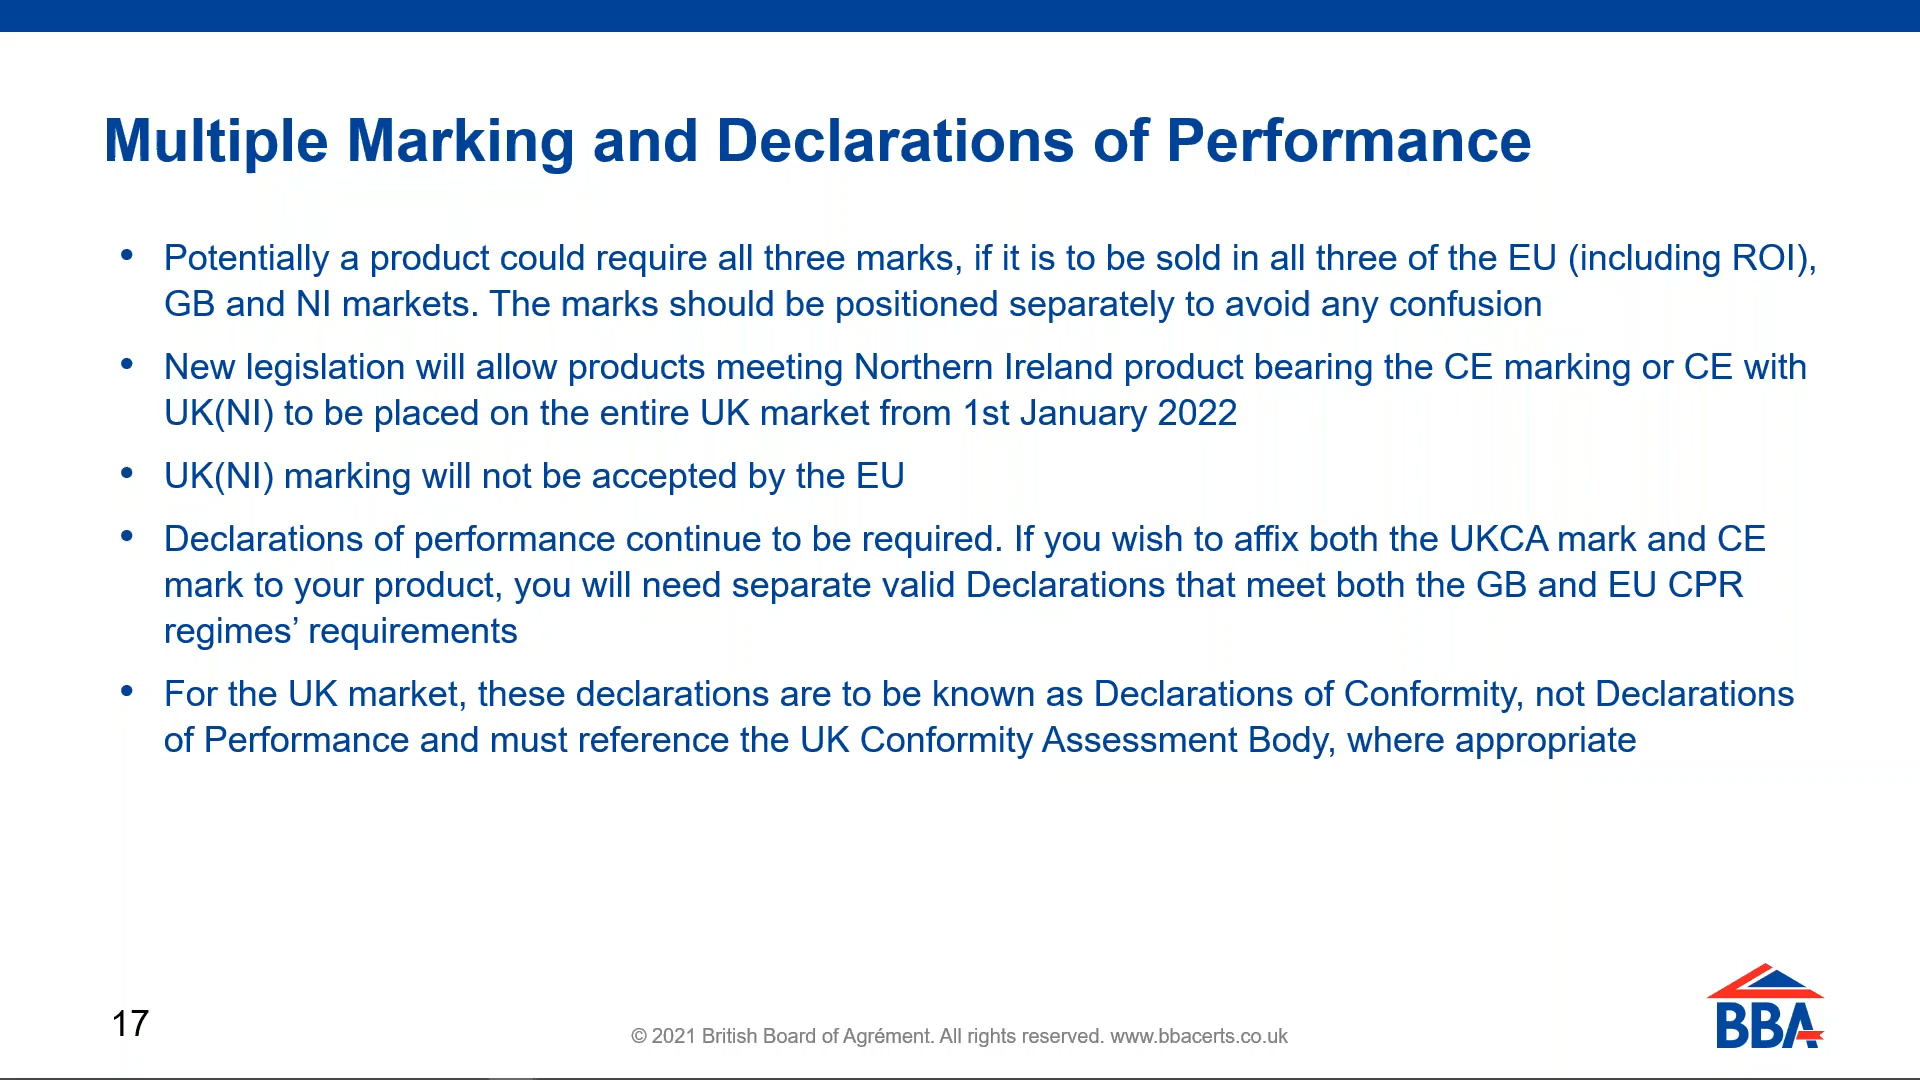 Multiple Marking and Declarations of Performance
• Potentially a product could require all three marks, if it is to be sold in all three of the EU (including ROI),
GB and NI markets. The marks should be positioned separately to avoid any confusion
• New legislation will allow products meeting Northern Ireland product bearing the CE marking or CE with
UK(NI) to be placed on the entire UK market from 1st January 2022
• UK(NI) marking will not be accepted by the EU
• Declarations of performance continue to be required. If you wish to affix both the UKCA mark and CE
mark to your product, you will need separate valid Declarations that meet both the GB and EU CPR
regimes’ requirements
• For the UK market, these declarations are to be known as Declarations of Conformity, not Declarations
of Performance and must reference the UK Conformity Assessment Body, where appropriate
17
© 2021 British Board of Agrément. All rights reserved. www.bbacerts.co.uk
BBA